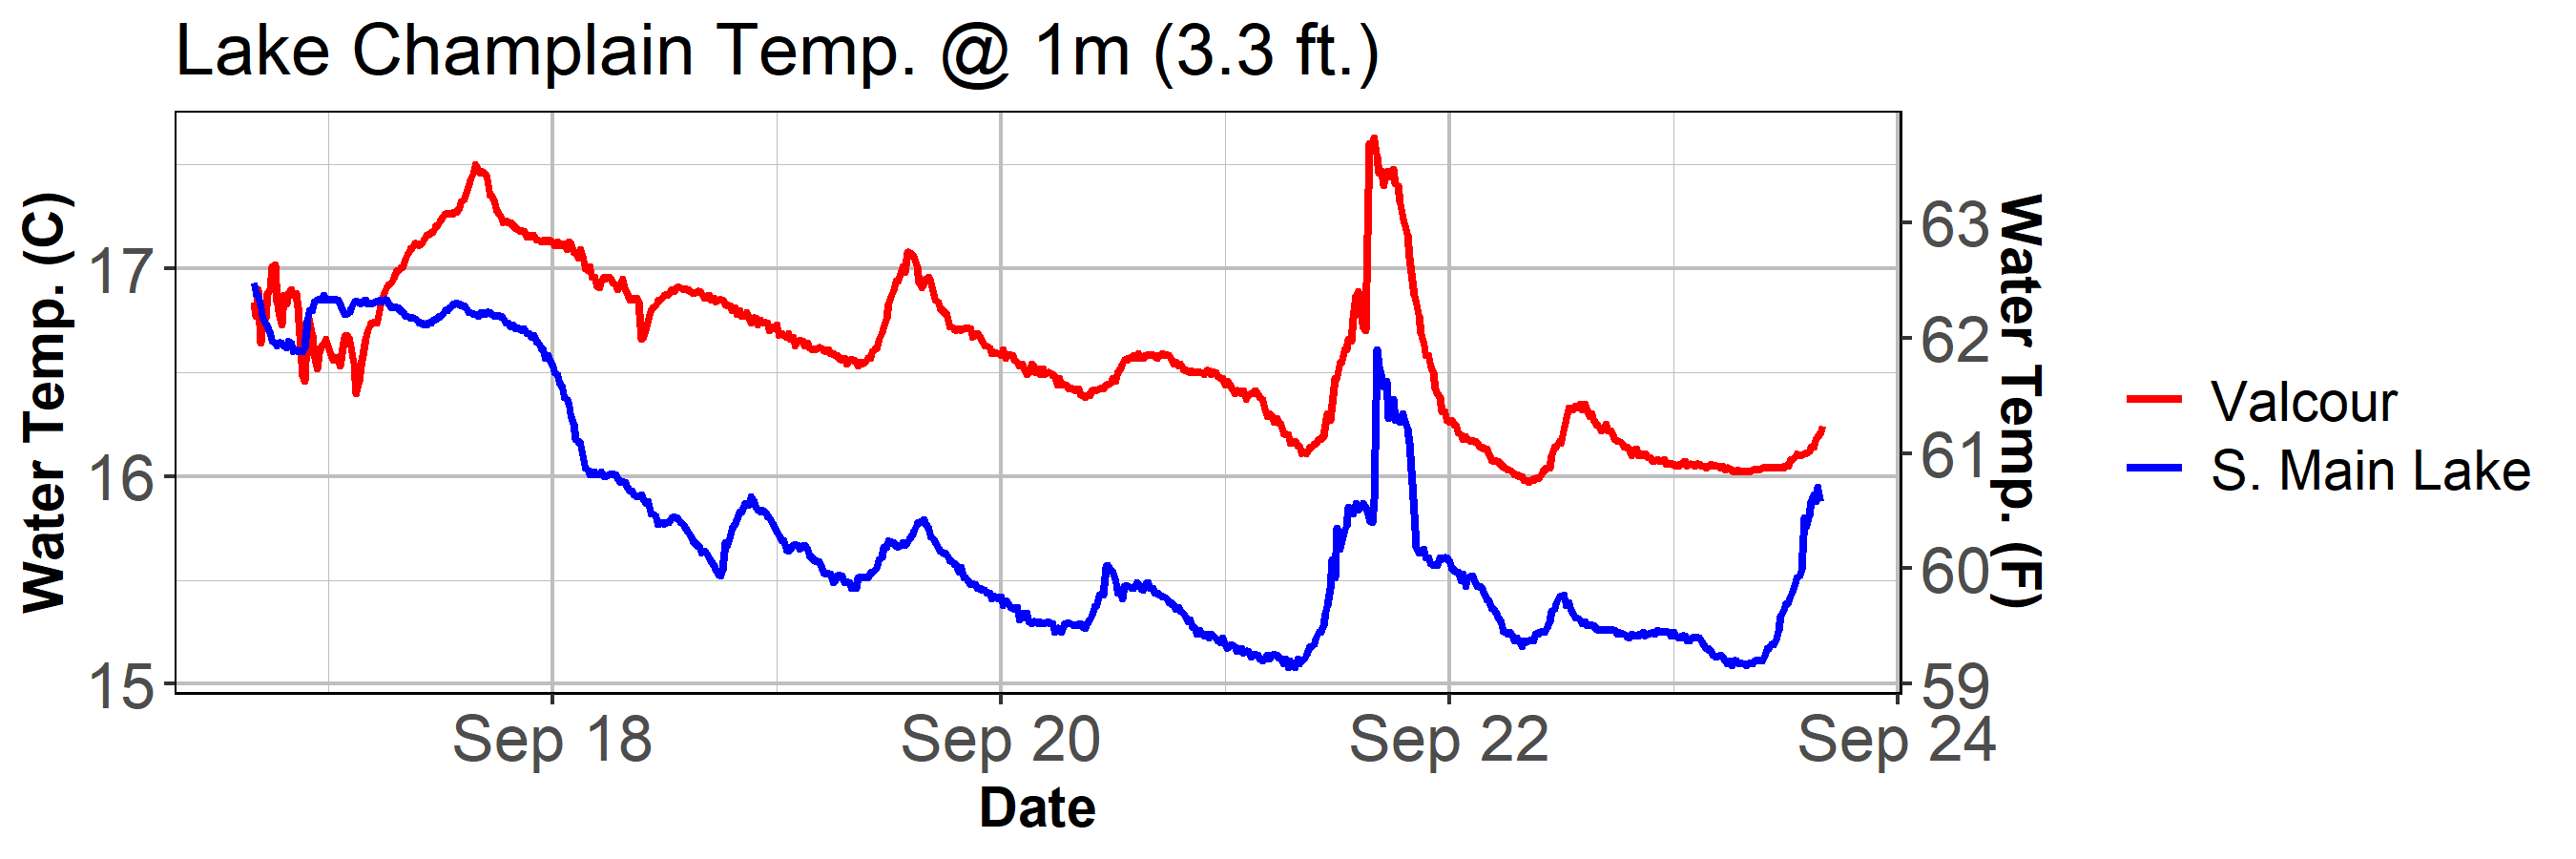 Lake Champlain Temp. @ 1m (3.3 ft.)
Water Temp. (C)
17
16
15
63
62
61
60
59
Water Temp. (F)
Sep 18
Sep 20
Sep 22
Sep 24
Date
Valcour
S. Main Lake